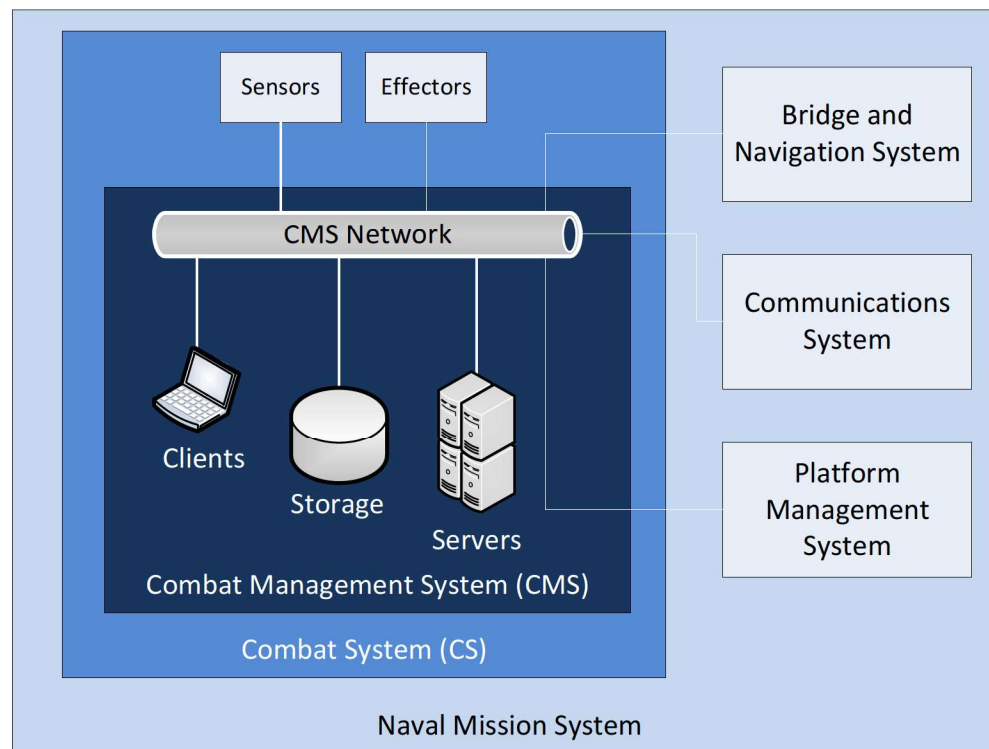 Sensors
Effectors
Bridge and
Navigation System
CMS Network
Communications
System
Clients
Storage
Servers
Platform
Management
System
Combat Management System (CMS)
Combat System (CS)
Naval Mission System